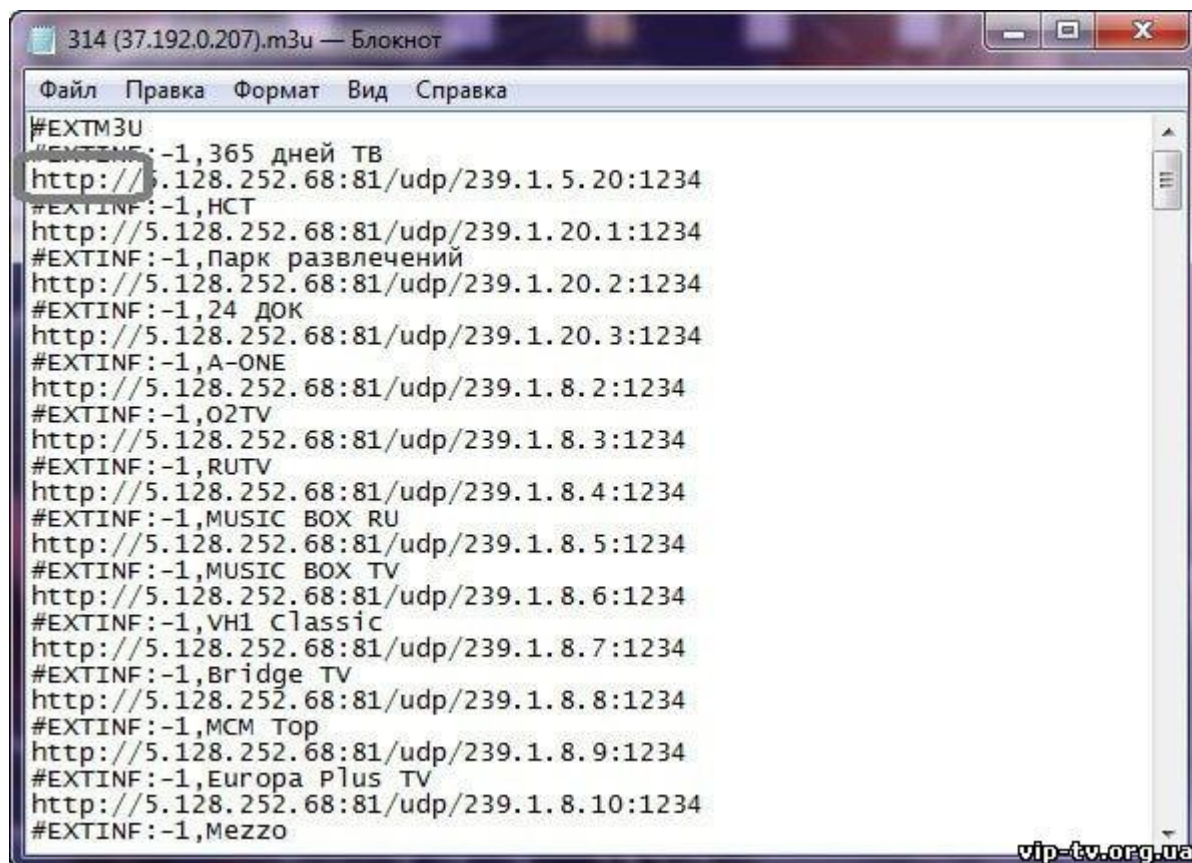 314 (37.192.0.207).m3u — Блокнот
Файл Правка Формат Вид Справка
#EXTM3U
#EXTINF:-1,365 дней ТВ
http://5.128.252.68:81/udp/239.1.5.20:1234
#EXTINF:-1,НСТ
http://5.128.252.68:81/udp/239.1.20.1:1234
#EXTINF:-1,Парк развлечений
http://5.128.252.68:81/udp/239.1.20.2:1234
#EXTINF:-1,24 ДОК
http://5.128.252.68:81/udp/239.1.20.3:1234
#EXTINF:-1,A-ONE
http://5.128.252.68:81/udp/239.1.8.2:1234
#EXTINF:-1,O2TV
http://5.128.252.68:81/udp/239.1.8.3:1234
#EXTINF:-1,RUTV
http://5.128.252.68:81/udp/239.1.8.4:1234
#EXTINF:-1,MUSIC BOX RU
http://5.128.252.68:81/udp/239.1.8.5:1234
#EXTINF:-1,MUSIC BOX TV
http://5.128.252.68:81/udp/239.1.8.6:1234
#EXTINF:-1,VH1 Classic
http://5.128.252.68:81/udp/239.1.8.7:1234
#EXTINF:-1,Bridge TV
http://5.128.252.68:81/udp/239.1.8.8:1234
#EXTINF:-1,MCM Top
http://5.128.252.68:81/udp/239.1.8.9:1234
#EXTINF:-1,Europa Plus TV
http://5.128.252.68:81/udp/239.1.8.10:1234
#EXTINF:-1,Mezzo
vip-tv.org.ua